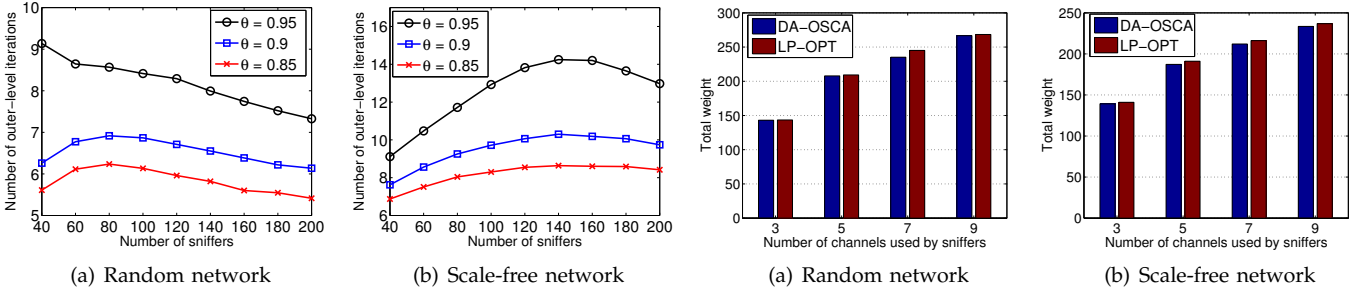 Number of outer-level iterations
10
9
8
7
6
5
θ = 0.95
θ = 0.9
θ = 0.85
40 60 80 100 120 140 160 180 200
Number of sniffers
(a) Random network
Number of outer-level iterations
16
14
12
10
8
6
θ = 0.95
θ = 0.9
θ = 0.85
40 60 80 100 120 140 160 180 200
Number of sniffers
(b) Scale-free network
Total weight
300
250
200
150
100
50
0
DA-OSCA
LP-OPT
3 5 7 9
Number of channels used by sniffers
(a) Random network
Total weight
250
200
150
100
50
0
DA-OSCA
LP-OPT
3 5 7 9
Number of channels used by sniffers
(b) Scale-free network